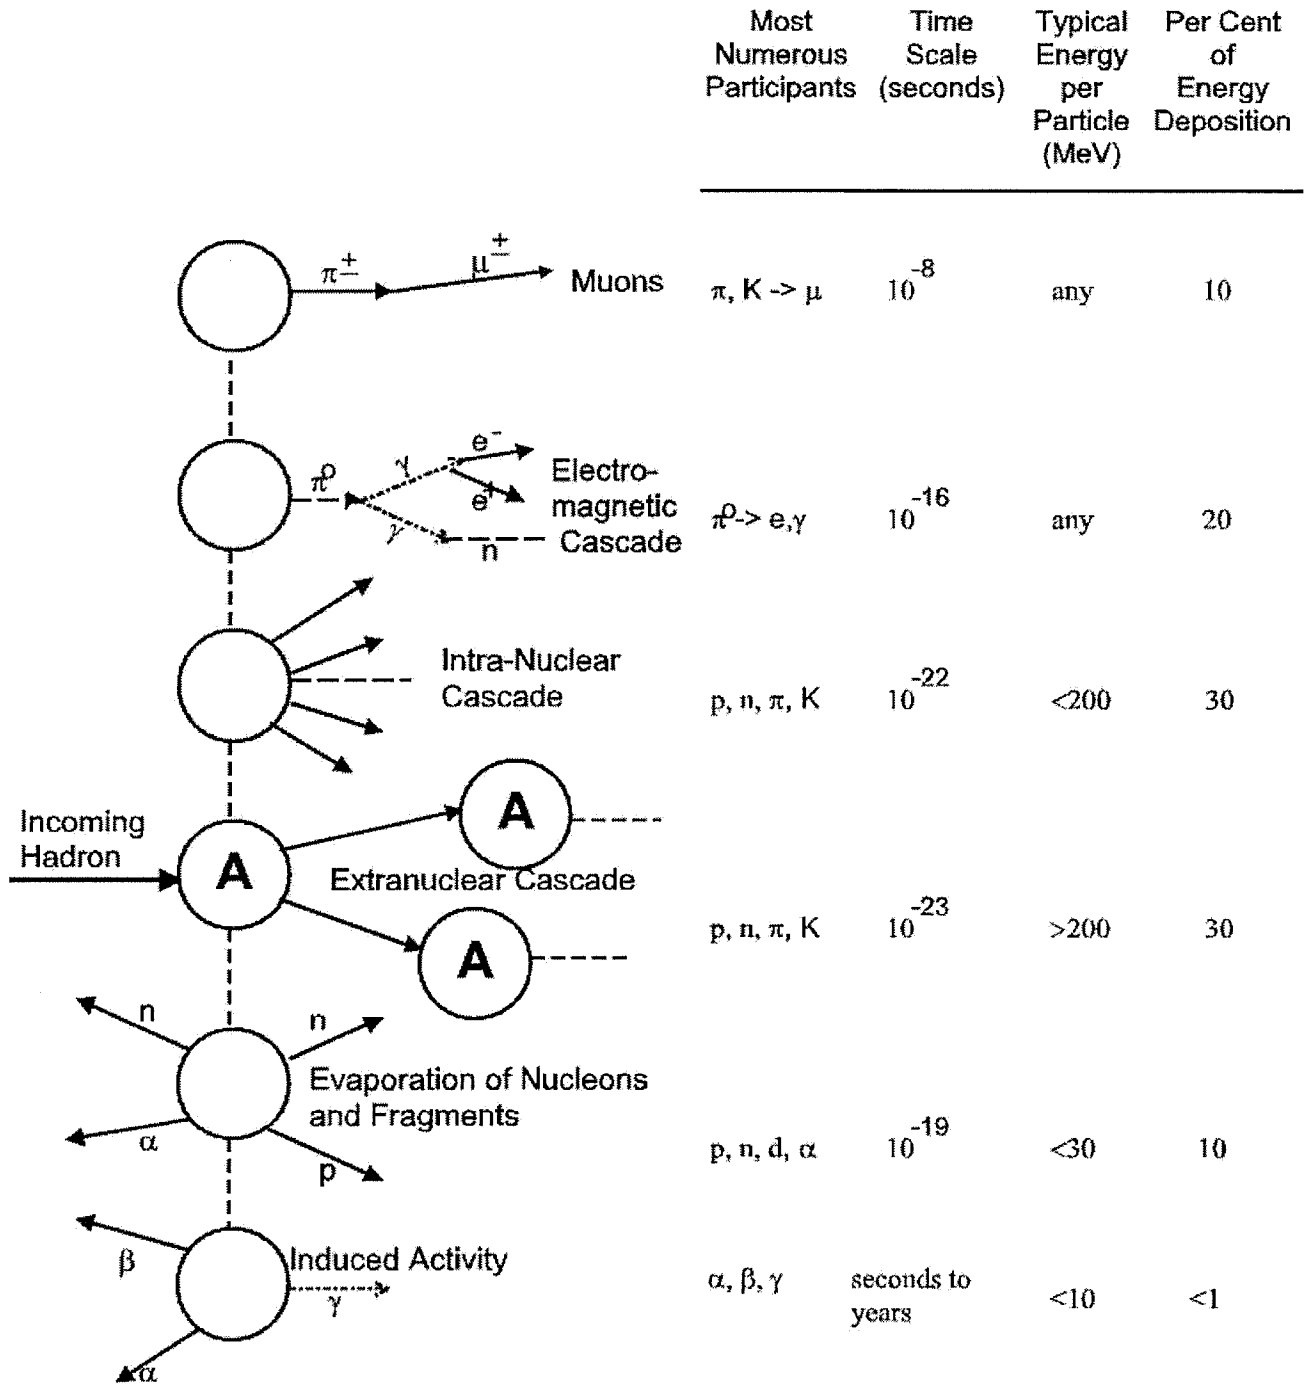 Most Numerous Participants
Time Scale (seconds)
Typical Energy per Particle (MeV)
Per Cent of Energy Deposition
π±
μ±
Muons
π, K -> μ
10^-8
any
10
π^o
γ
e^-
e^+
γ
n
Electro-
magnetic
Cascade
π^o-> e,γ
10^-16
any
20
Intra-Nuclear
Cascade
p, n, π, K
10^-22
<200
30
Incoming
Hadron
A
A
A
Extranuclear Cascade
p, n, π, K
10^-23
>200
30
n
n
α
p
Evaporation of Nucleons
and Fragments
p, n, d, α
10^-19
<30
10
β
γ
α
Induced Activity
α, β, γ
seconds to
years
<10
<1